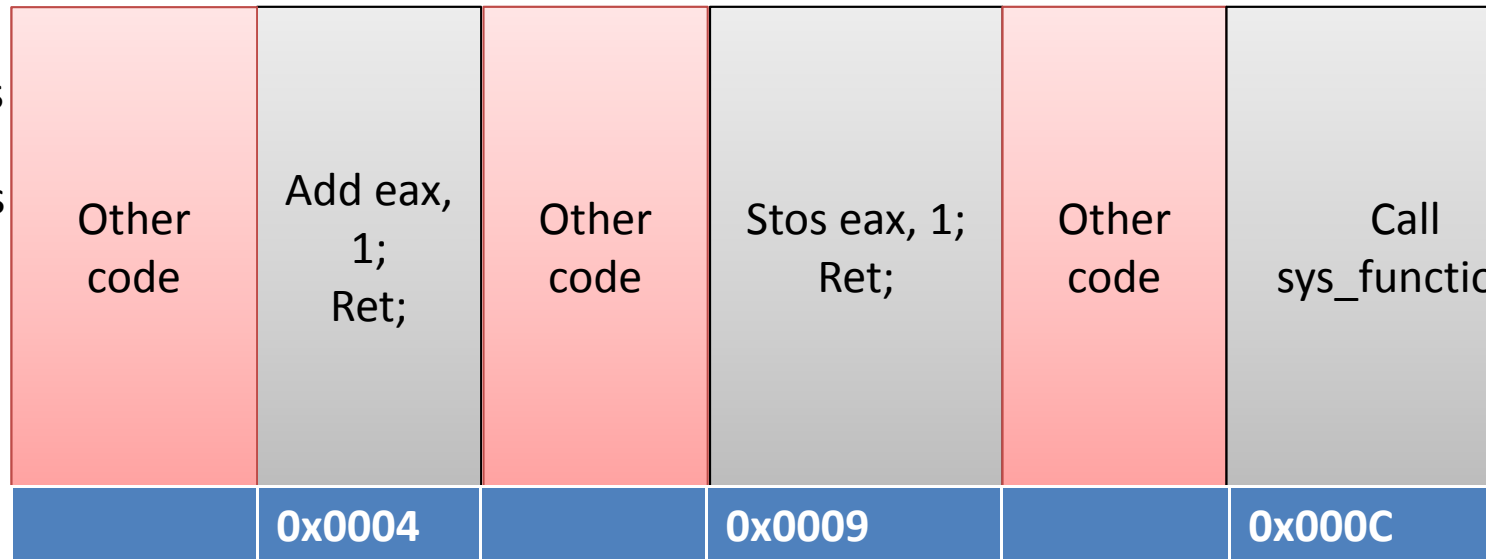 Other
code
Add eax,
1;
Ret;
Other
code
Stos eax, 1;
Ret;
Other
code
Call
0x0004
0x0009
0x000C